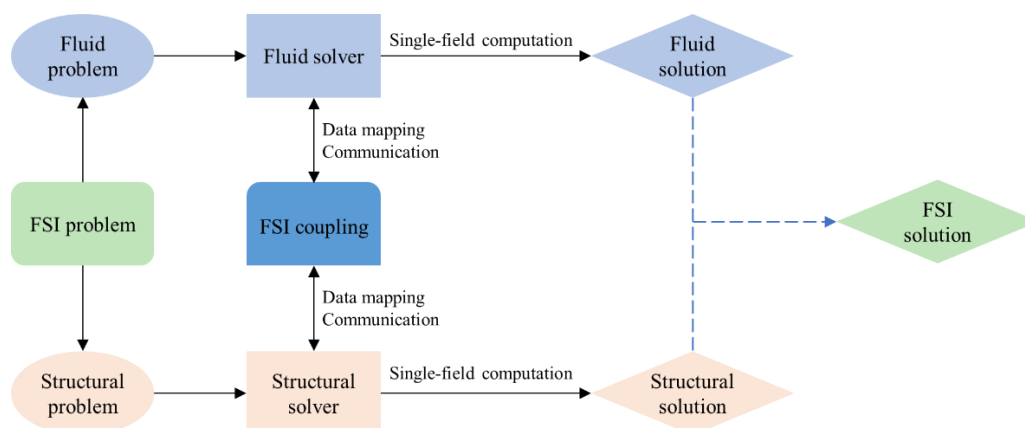 Fluid
problem
Fluid solver
Single-field computation
Fluid
solution
Data mapping
Communication
FSI problem
FSI coupling
FSI
solution
Data mapping
Communication
Structural
problem
Structural
solver
Single-field computation
Structural
solution